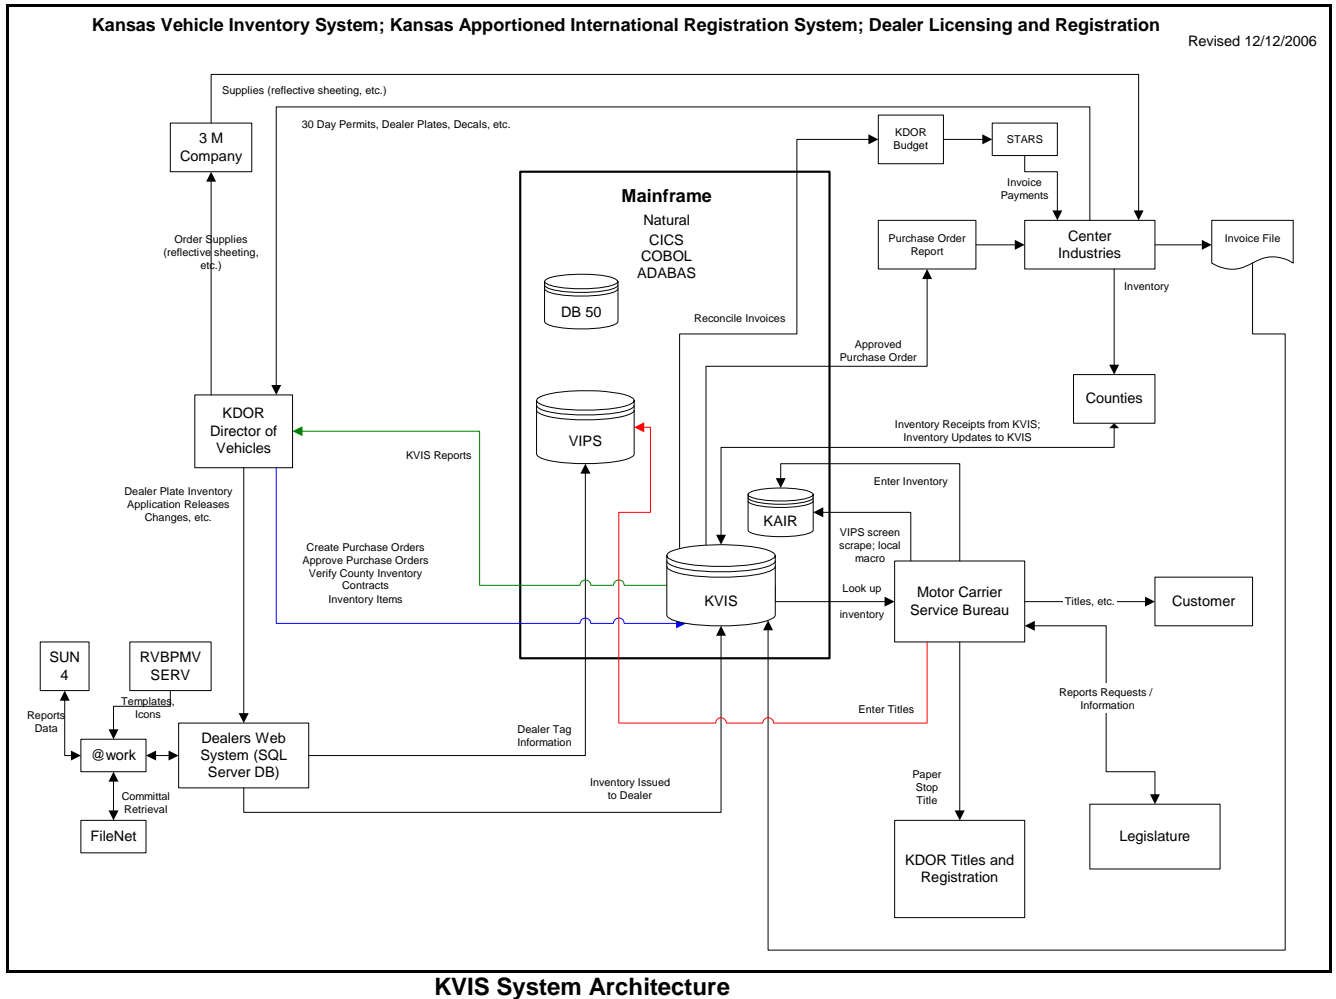 Kansas Vehicle Inventory System; Kansas Apportioned International Registration System; Dealer Licensing and Registration
Revised 12/12/2006
Supplies (reflective sheeting, etc.)
30 Day Permits, Dealer Plates, Decals, etc.
3 M
Company
KDOR
Budget
STARS
Invoice
Payments
Mainframe
Natural
CICS
COBOL
ADABAS
Order Supplies
(reflective sheeting,
etc.)
Purchase Order
Report
Center
Industries
Invoice File
Inventory
DB 50
Reconcile Invoices
Approved
Purchase Order
Counties
KDOR
Director of
Vehicles
VIPS
KVIS Reports
Inventory Receipts from KVIS;
Inventory Updates to KVIS
Enter Inventory
Dealer Plate Inventory
Application Releases
Changes, etc.
KAIR
VIPS screen
scrape; local
macro
Create Purchase Orders
Approve Purchase Orders
Verify County Inventory
Contracts
Inventory Items
KVIS
Look up
inventory
Motor Carrier
Service Bureau
Titles, etc.
Customer
SUN
4
RVBPMV
SERV
Templates,
Icons
Reports
Data
Enter Titles
Reports Requests /
Information
@work
Dealers Web
System (SQL
Server DB)
Dealer Tag
Information
Inventory Issued
to Dealer
Committal
Retrieval
FileNet
Paper
Stop
Title
KDOR Titles and
Registration
Legislature
KVIS System Architecture